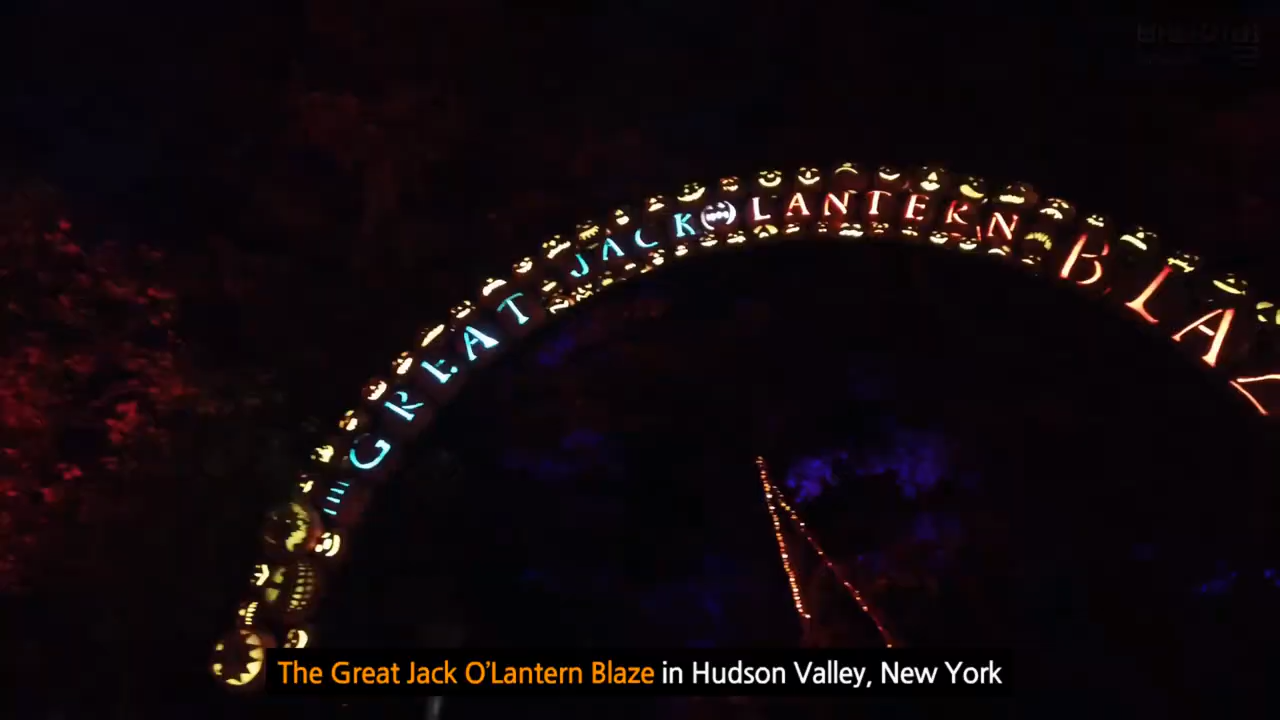 GREAT JACK LANTERN BLAZ
The Great Jack O'Lantern Blaze in Hudson Valley, New York